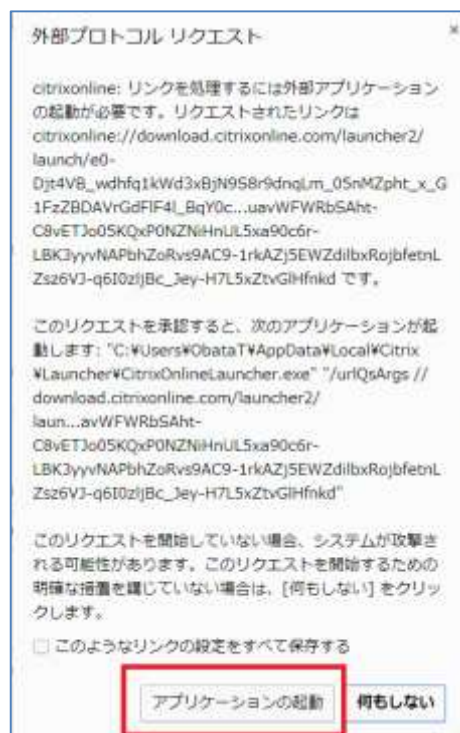 外部プロトコル リクエスト
×
citrixonline: リンクを処理するには外部アプリケーション
の起動が必要です。リクエストされたリンクは
citrixonline://download.citrixonline.com/launcher2/
launch/e0-
Djt4VB_wdhfq1kWd3xBjN9S8r9dnqLm_05nMZpht_x_G
1FzZBDAVrGdFlF4l_BqY0c...uavWFWRbSAht-
C8vETJo05KQxP0NZNiHnUL5xa90c6r-
LBK3yyvNAPbhZoRvs9AC9-1rkAZj5EWZdilbxRojbfetnL
Zsz6VJ-q6I0zljBc_Jey-H7L5xZtvGlHfnkd です。
このリクエストを承認すると、次のアプリケーションが起
動します: "C:¥Users¥ObataT¥AppData¥Local¥Citrix
¥Launcher¥CitrixOnlineLauncher.exe" "/urlQsArgs //
download.citrixonline.com/launcher2/
laun...avWFWRbSAht-
C8vETJo05KQxP0NZNiHnUL5xa90c6r-
LBK3yyvNAPbhZoRvs9AC9-1rkAZj5EWZdilbxRojbfetnL
Zsz6VJ-q6I0zljBc_Jey-H7L5xZtvGlHfnkd"
このリクエストを開始していない場合、システムが攻撃さ
れる可能性があります。このリクエストを開始するための
明確な措置を講じていない場合は、[何もしない] をクリッ
クします。
このようなリンクの設定をすべて保存する
アプリケーションの起動
何もしない